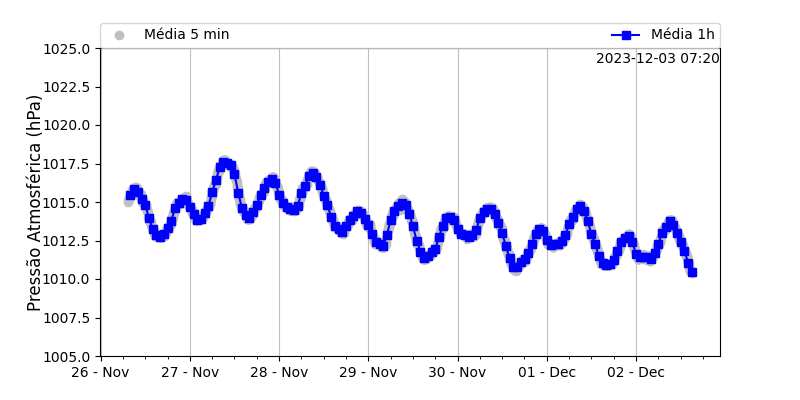 Média 5 min
Média 1h
2023-12-03 07:20
Pressão Atmosférica (hPa)
1025.0
1022.5
1020.0
1017.5
1015.0
1012.5
1010.0
1007.5
1005.0
26 - Nov
27 - Nov
28 - Nov
29 - Nov
30 - Nov
01 - Dec
02 - Dec